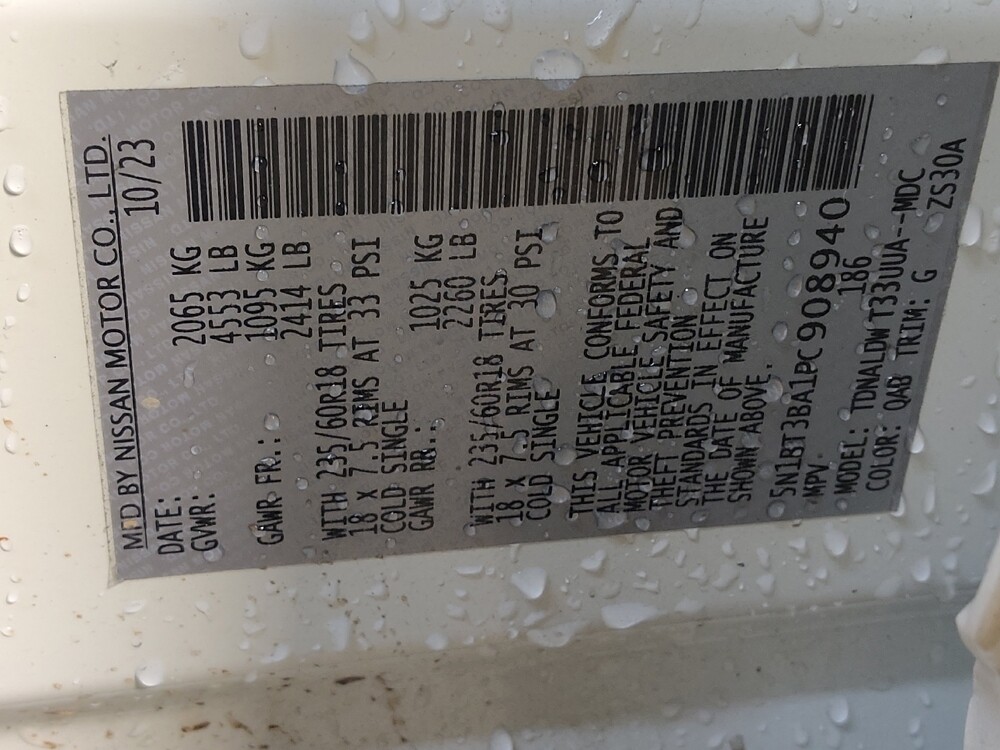 MFD BY NISSAN MOTOR CO., LTD.
DATE: 10/23
GVWR: 2065 KG
4553 LB
GAWR FR.: 1095 KG
2414 LB
WITH 235/60R18 TIRES
18 X 7.5 RIMS AT 33 PSI
COLD SINGLE
GAWR RR.: 1025 KG
2260 LB
WITH 235/60R18 TIRES
18 X 7.5 RIMS AT 30 PSI
COLD SINGLE
THIS VEHICLE CONFORMS TO
ALL APPLICABLE FEDERAL
MOTOR VEHICLE SAFETY AND
THEFT PREVENTION
STANDARDS IN EFFECT ON
THE DATE OF MANUFACTURE
SHOWN ABOVE.
5N1BT3BA1PC908940
MPV 186
MODEL: TDNALDW T33UUA--MDC
COLOR: QAB TRIM: G ZS30A